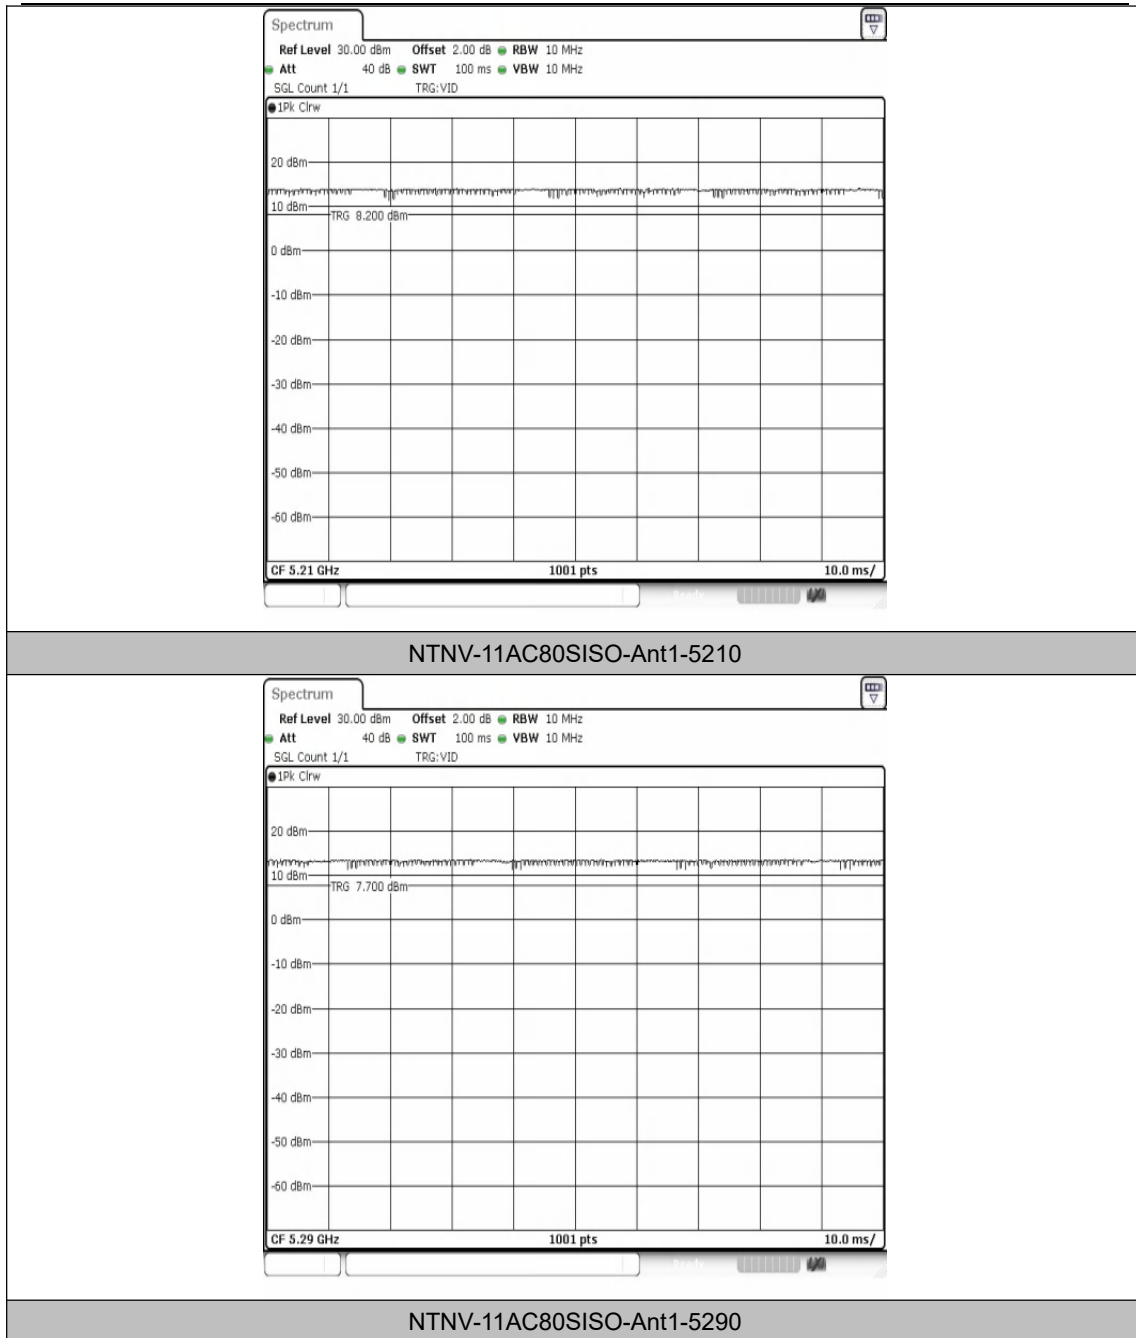 Spectrum
Ref Level 30.00 dBm Offset 2.00 dB RBW 10 MHz
Att 40 dB SWT 100 ms VBW 10 MHz
SGL Count 1/1 TRG:VID
1Pk Clrw
20 dBm
10 dBm
TRG 8.200 dBm
0 dBm
-10 dBm
-20 dBm
-30 dBm
-40 dBm
-50 dBm
-60 dBm
CF 5.21 GHz 1001 pts 10.0 ms/
Ready
NTNV-11AC80SISO-Ant1-5210
Spectrum
Ref Level 30.00 dBm Offset 2.00 dB RBW 10 MHz
Att 40 dB SWT 100 ms VBW 10 MHz
SGL Count 1/1 TRG:VID
1Pk Clrw
20 dBm
10 dBm
TRG 7.700 dBm
0 dBm
-10 dBm
-20 dBm
-30 dBm
-40 dBm
-50 dBm
-60 dBm
CF 5.29 GHz 1001 pts 10.0 ms/
Ready
NTNV-11AC80SISO-Ant1-5290